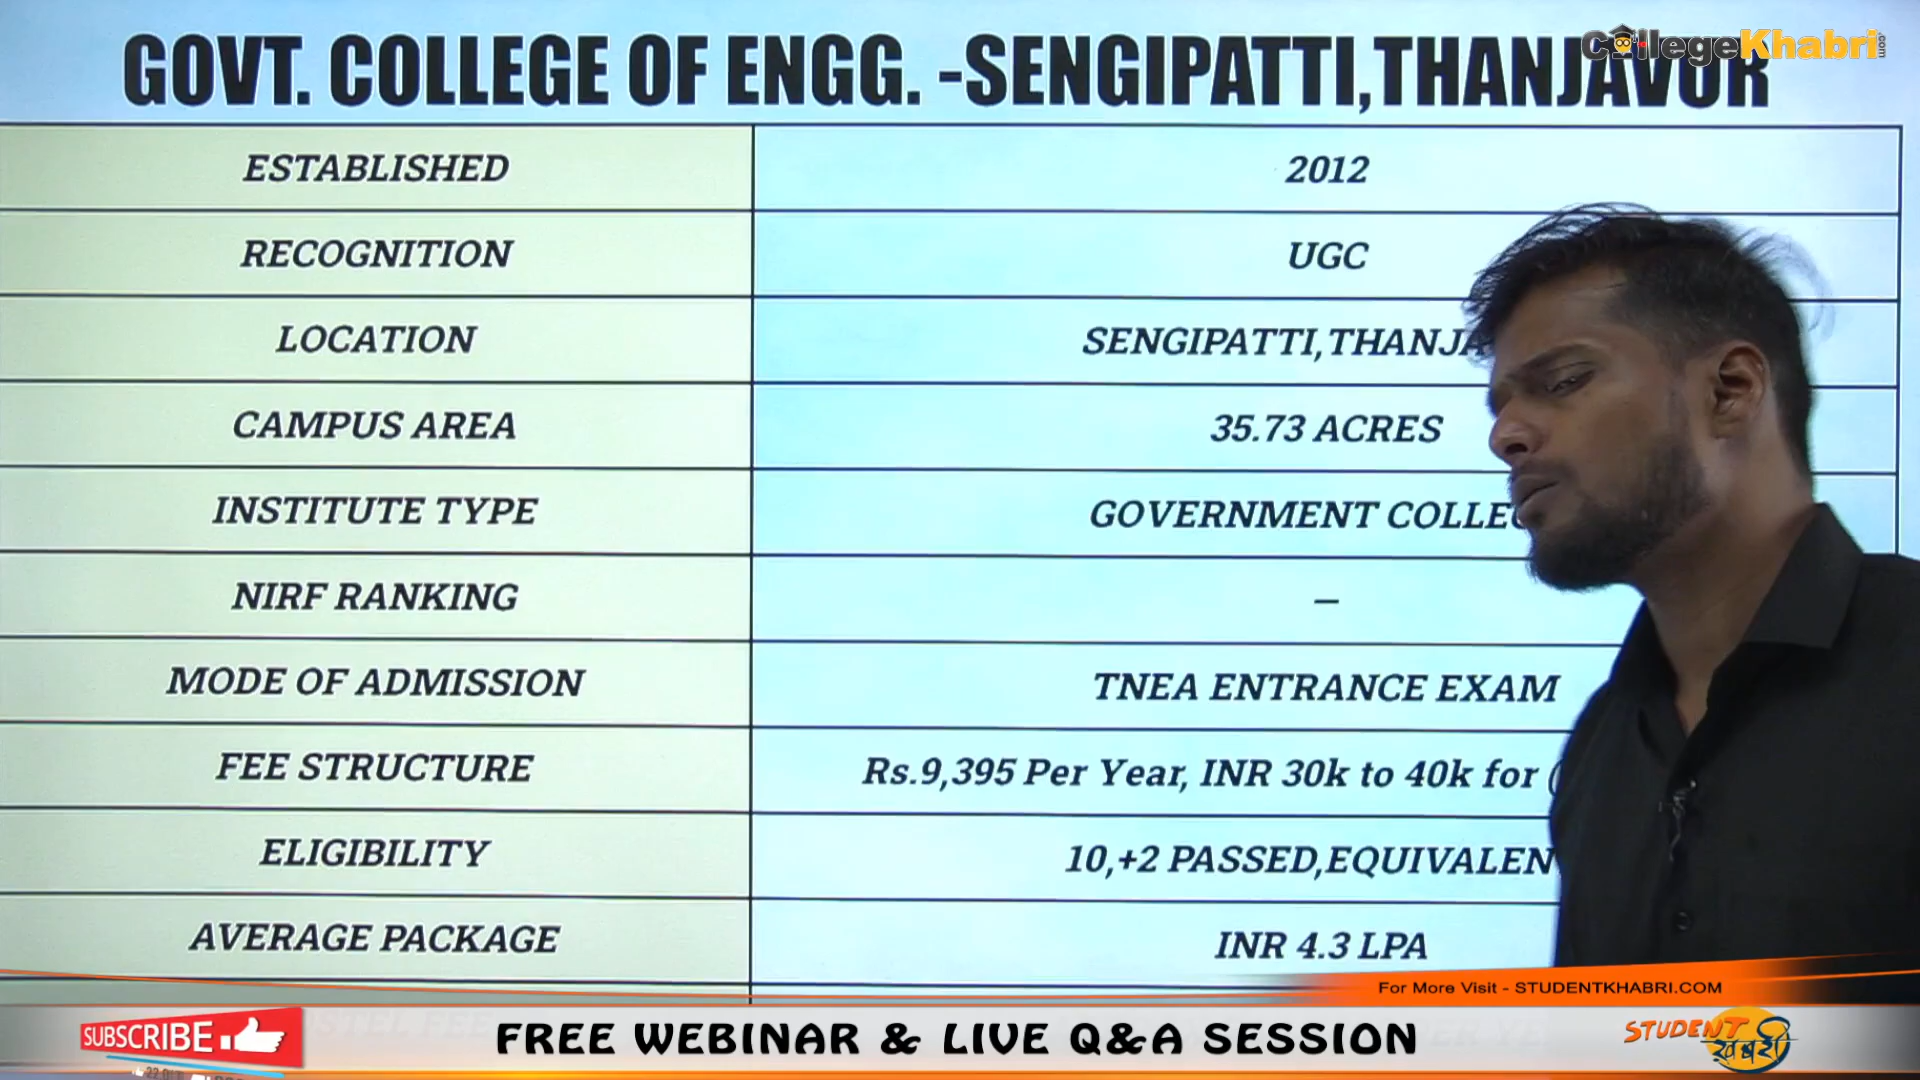 GOVT. COLLEGE OF ENGG. -SENGIPATTI,THANJAVUR
CollegeKhabri.com
ESTABLISHED 2012
RECOGNITION UGC
LOCATION SENGIPATTI,
CAMPUS AREA 35.73 ACRES
INSTITUTE TYPE GOVERNMENT
NIRF RANKING –
MODE OF ADMISSION TNEA ENTRANCE EXAM
FEE STRUCTURE Rs.9,395 Per Year, INR 30k to 40k for (
ELIGIBILITY 10,+2 PASSED,
AVERAGE PACKAGE INR 4.3 LPA
For More Visit - STUDENTKHABRI.COM
SUBSCRIBE
FREE WEBINAR & LIVE Q&A SESSION
STUDENT
खबरी